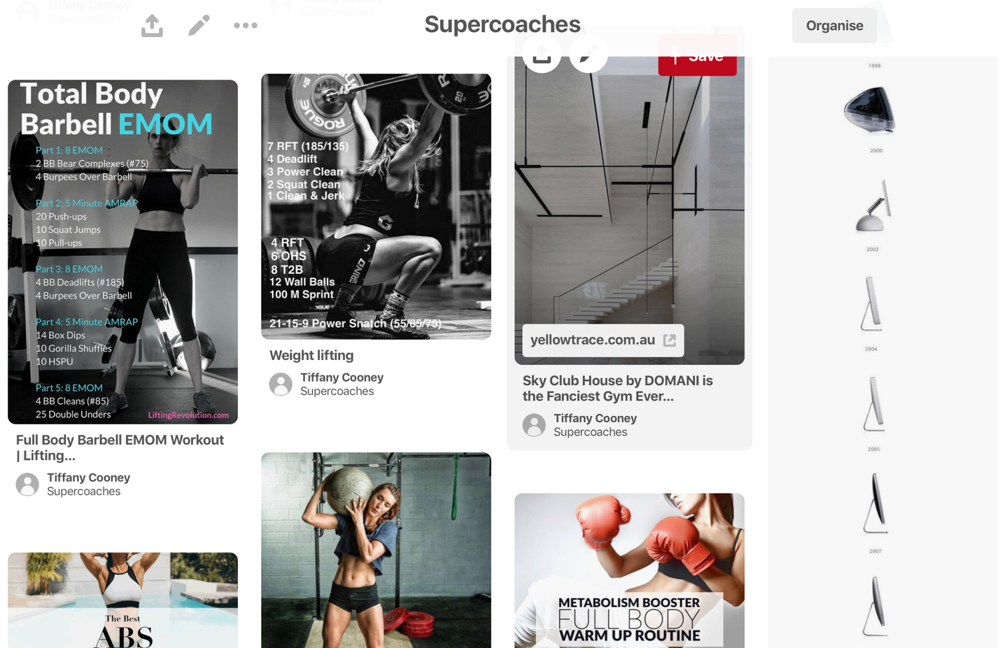 Tiffany Cooney
Supercoaches
Supercoaches
Organise
Total Body
Barbell EMOM
Part 1: 8 EMOM
2 BB Bear Complexes (#75)
4 Burpees Over Barbell
Part 2: 5 Minute AMRAP
20 Push-ups
10 Squat Jumps
10 Pull-ups
Part 3: 8 EMOM
4 BB Deadlifts (#185)
4 Burpees Over Barbell
Part 4: 5 Minute AMRAP
14 Box Dips
10 Gorilla Shuffles
10 HSPU
Part 5: 8 EMOM
4 BB Cleans (#85)
25 Double Unders
LiftingRevolution.com
Full Body Barbell EMOM Workout
| Lifting...
Tiffany Cooney
Supercoaches
The Best
ABS
ROGUE
20
7 RFT (185/135)
4 Deadlift
3 Power Clean
2 Squat Clean
1 Clean & Jerk
4 RFT
6 OHS
8 T2B
12 Wall Balls
100 M Sprint
GRIND
21-15-9 Power Snatch (55/65/75)
Weight lifting
Tiffany Cooney
Supercoaches
Save
yellowtrace.com.au
Sky Club House by DOMANI is
the Fanciest Gym Ever...
Tiffany Cooney
Supercoaches
METABOLISM BOOSTER
FULL BODY
WARM UP ROUTINE
1998
2000
2002
2004
2005
2007